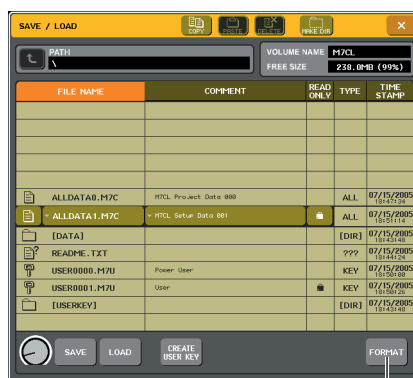 SAVE / LOAD
COPY PASTE DELETE MAKE DIR
PATH
\
VOLUME NAME M7CL
FREE SIZE 238.0MB (99%)
FILE NAME COMMENT READ ONLY TYPE TIME STAMP
ALLDATA0.M7C M7CL Project Data 000 ALL 07/15/2005 18:47:34
ALLDATA1.M7C M7CL Setup Data 001 ALL 07/15/2005 18:51:14
[DATA] [DIR] 07/15/2005 18:43:48
README.TXT ??? 07/15/2005 18:44:24
USER0000.M7U Power User KEY 07/15/2005 18:50:08
USER0001.M7U User KEY 07/15/2005 18:50:26
[USERKEY] [DIR] 07/15/2005 18:43:48
SAVE LOAD CREATE USER KEY FORMAT